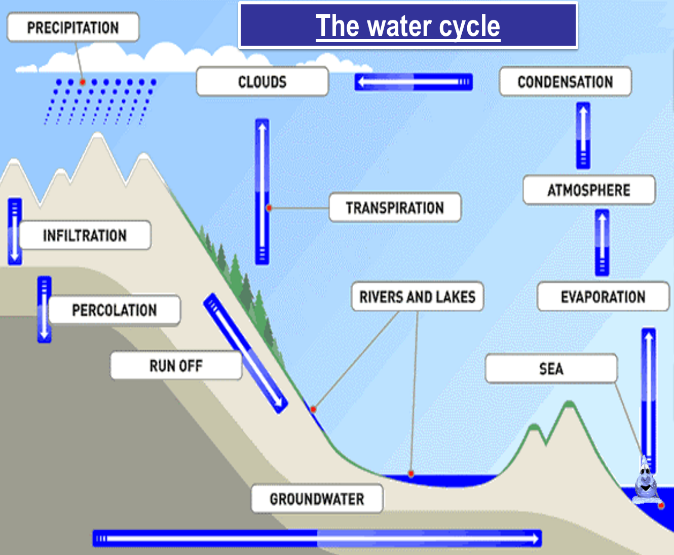 The water cycle
PRECIPITATION
CLOUDS
CONDENSATION
ATMOSPHERE
TRANSPIRATION
INFILTRATION
PERCOLATION
RIVERS AND LAKES
EVAPORATION
RUN OFF
SEA
GROUNDWATER